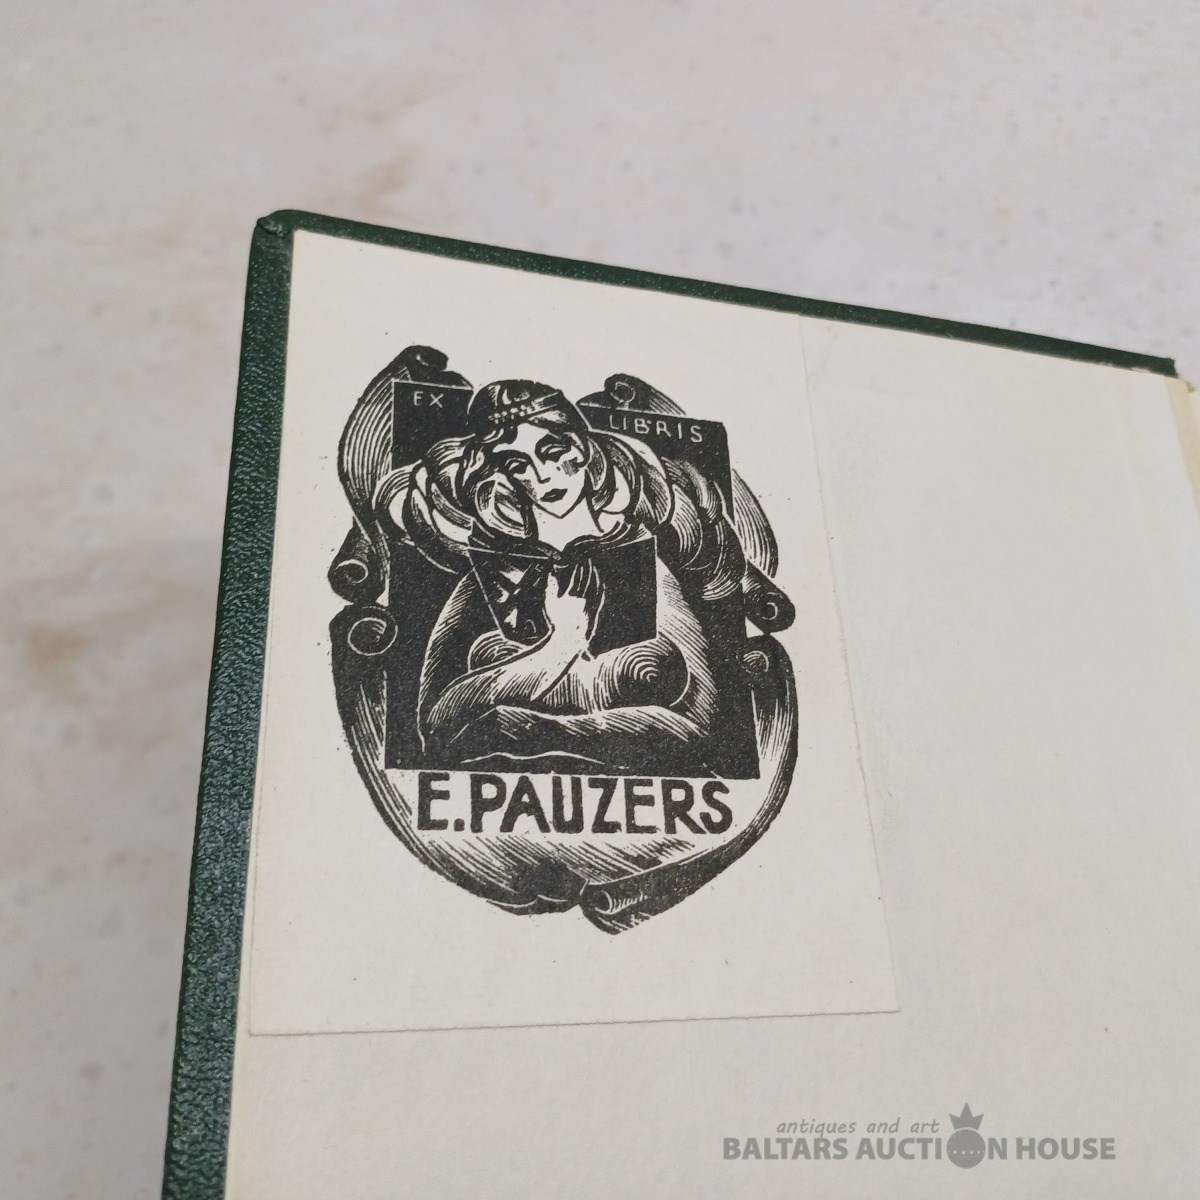 EX LIBRIS
E. PAUZERS
antiques and art
BALTARS AUCTION HOUSE